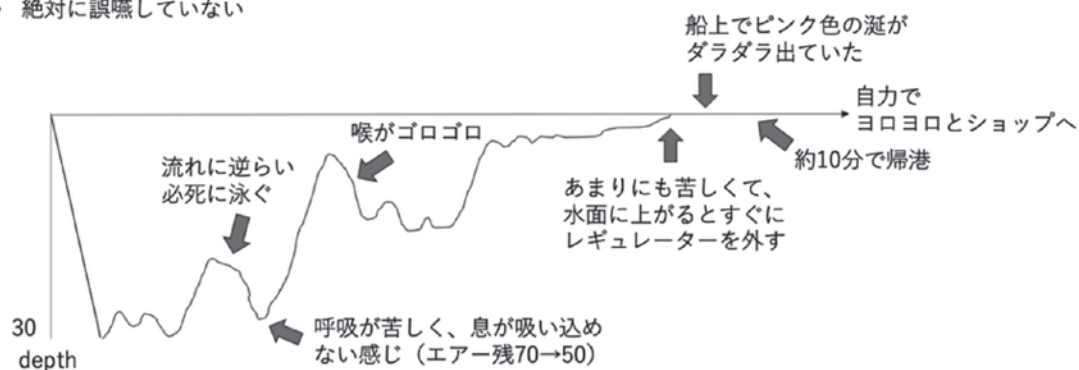 絶対に誤嚥していない
船上でピンク色の涎が
ダラダラ出ていた
自力で
ヨロヨロとショップへ
喉がゴロゴロ
約10分で帰港
流れに逆らい
必死に泳ぐ
あまりにも苦しくて、
水面に上がるとすぐに
レギュレーターを外す
30
depth
呼吸が苦しく、息が吸い込め
ない感じ（エアー残70→50）